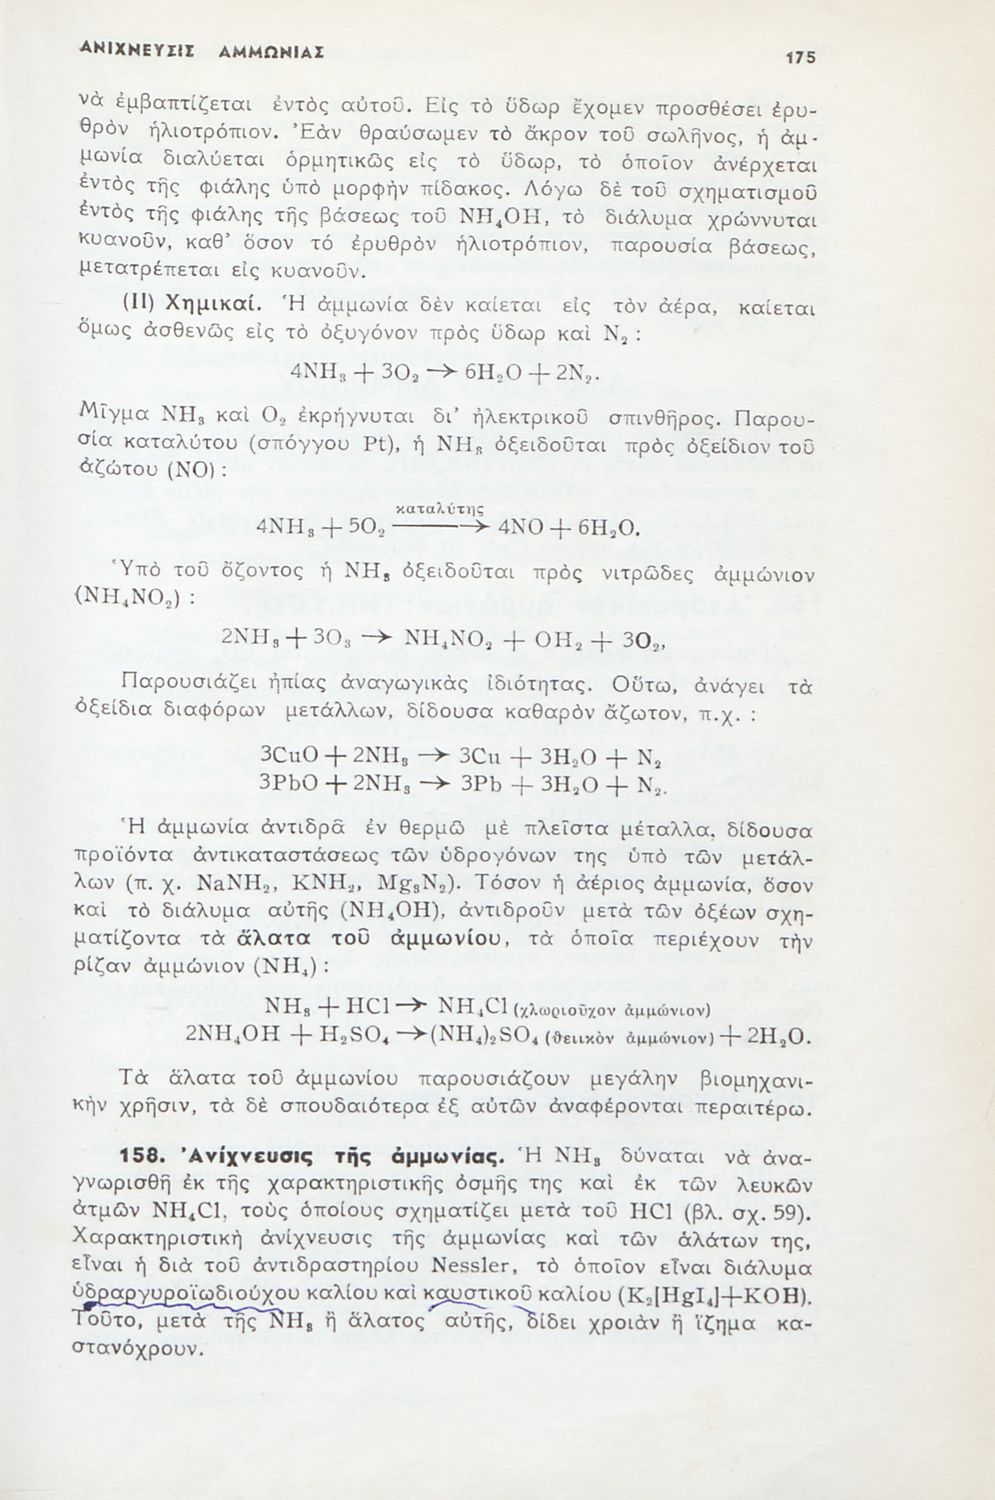 ΑΝΙΧΝΕΥΣΙΣ ΑΜΜΩΝΙΑΣ 175
νὰ ἐμβαπτίζεται ἐντὸς αὐτοῦ. Εἰς τὸ ὕδωρ ἔχομεν προσθέσει ἐρυ-
θρὸν ἡλιοτρόπιον. Ἐὰν θραύσωμεν τὸ ἄκρον τοῦ σωλῆνος, ἡ ἀμ-
μωνία διαλύεται ὁρμητικῶς εἰς τὸ ὕδωρ, τὸ ὁποῖον ἀνέρχεται
ἐντὸς τῆς φιάλης ὑπὸ μορφὴν πίδακος. Λόγω δὲ τοῦ σχηματισμοῦ
ἐντὸς τῆς φιάλης τῆς βάσεως τοῦ NH₄OH, τὸ διάλυμα χρώννυται
κυανοῦν, καθ' ὅσον τό ἐρυθρὸν ἡλιοτρόπιον, παρουσία βάσεως,
μετατρέπεται εἰς κυανοῦν.
(II) Χημικαί. Ἡ ἀμμωνία δὲν καίεται εἰς τὸν ἀέρα, καίεται
ὅμως ἀσθενῶς εἰς τὸ ὀξυγόνον πρὸς ὕδωρ καὶ N₂ :
4NH₃ + 3O₂ → 6H₂O + 2N₂.
Μῖγμα NH₃ καὶ O₂ ἐκρήγνυται δι' ἠλεκτρικοῦ σπινθῆρος. Παρου-
σία καταλύτου (σπόγγου Pt), ἡ NH₃ ὀξειδοῦται πρὸς ὀξείδιον τοῦ
ἀζώτου (NO) :
καταλύτης
4NH₃ + 5O₂ → 4NO + 6H₂O.
Ὑπὸ τοῦ ὄζοντος ἡ NH₃ ὀξειδοῦται πρὸς νιτρῶδες ἀμμώνιον
(NH₄NO₂) :
2NH₃ + 3O₃ → NH₄NO₂ + OH₂ + 3O₂,
Παρουσιάζει ἠπίας ἀναγωγικὰς ἰδιότητας. Οὕτω, ἀνάγει τὰ
ὀξείδια διαφόρων μετάλλων, δίδουσα καθαρὸν ἄζωτον, π.χ. :
3CuO + 2NH₃ → 3Cu + 3H₂O + N₂
3PbO + 2NH₃ → 3Pb + 3H₂O + N₂.
Ἡ ἀμμωνία ἀντιδρᾶ ἐν θερμῶ μὲ πλεῖστα μέταλλα, δίδουσα
προϊόντα ἀντικαταστάσεως τῶν ὑδρογόνων της ὑπὸ τῶν μετάλ-
λων (π. χ. NaNH₂, KNH₂, Mg₃N₂). Τόσον ἡ ἀέριος ἀμμωνία, ὅσον
καὶ τὸ διάλυμα αὐτῆς (NH₄OH), ἀντιδροῦν μετὰ τῶν ὀξέων σχη-
ματίζοντα τὰ ἅλατα τοῦ ἀμμωνίου, τὰ ὁποῖα περιέχουν τὴν
ρίζαν ἀμμώνιον (NH₄) :
NH₃ + HCl → NH₄Cl (χλωριοῦχον ἀμμώνιον)
2NH₄OH + H₂SO₄ → (NH₄)₂SO₄ (θειικὸν ἀμμώνιον) + 2H₂O.
Τὰ ἅλατα τοῦ ἀμμωνίου παρουσιάζουν μεγάλην βιομηχανι-
κὴν χρῆσιν, τὰ δὲ σπουδαιότερα ἐξ αὐτῶν ἀναφέρονται περαιτέρω.
158. Ἀνίχνευσις τῆς ἀμμωνίας. Ἡ NH₃ δύναται νὰ ἀνα-
γνωρισθῆ ἐκ τῆς χαρακτηριστικῆς ὀσμῆς της καὶ ἐκ τῶν λευκῶν
ἀτμῶν NH₄Cl, τοὺς ὁποίους σχηματίζει μετὰ τοῦ HCl (βλ. σχ. 59).
Χαρακτηριστικὴ ἀνίχνευσις τῆς ἀμμωνίας καὶ τῶν ἁλάτων της,
εἶναι ἡ διὰ τοῦ ἀντιδραστηρίου Nessler, τὸ ὁποῖον εἶναι διάλυμα
ὑδραργυροϊωδιούχου καλίου καὶ καυστικοῦ καλίου (K₂[HgI₄]+KOH).
Τοῦτο, μετὰ τῆς NH₃ ἢ ἅλατος αὐτῆς, δίδει χροιὰν ἢ ἵζημα κα-
στανόχρουν.